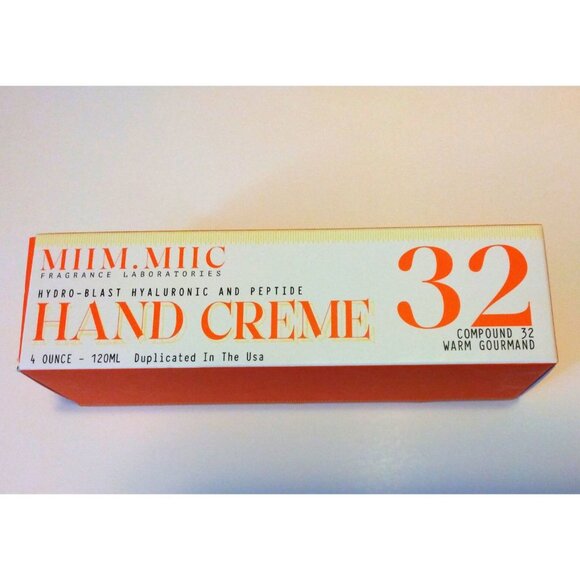 MIIM.MIIC
FRAGRANCE LABORATORIES
HYDRO-BLAST HYALURONIC AND PEPTIDE
HAND CREME
4 OUNCE - 120ML Duplicated In The Usa
32
COMPOUND 32
WARM GOURMAND